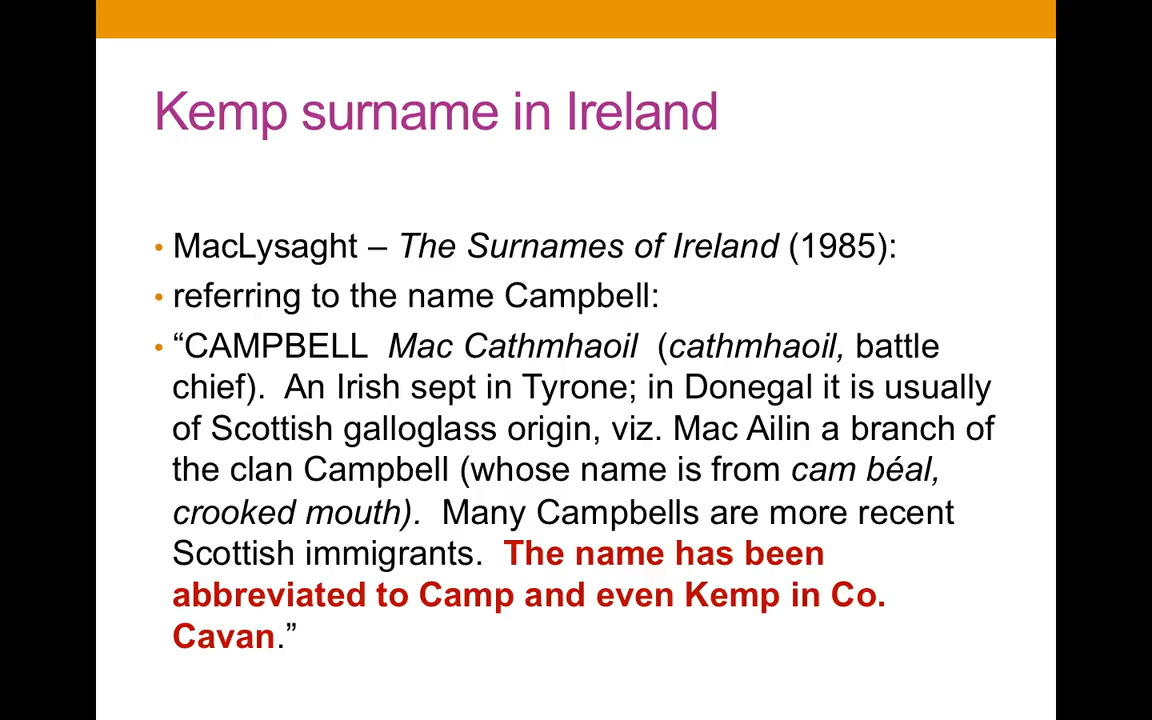 Kemp surname in Ireland
• MacLysaght – The Surnames of Ireland (1985):
• referring to the name Campbell:
• “CAMPBELL  Mac Cathmhaoil  (cathmhaoil, battle
chief).  An Irish sept in Tyrone; in Donegal it is usually
of Scottish galloglass origin, viz. Mac Ailin a branch of
the clan Campbell (whose name is from cam béal,
crooked mouth).  Many Campbells are more recent
Scottish immigrants.  The name has been
abbreviated to Camp and even Kemp in Co.
Cavan.”